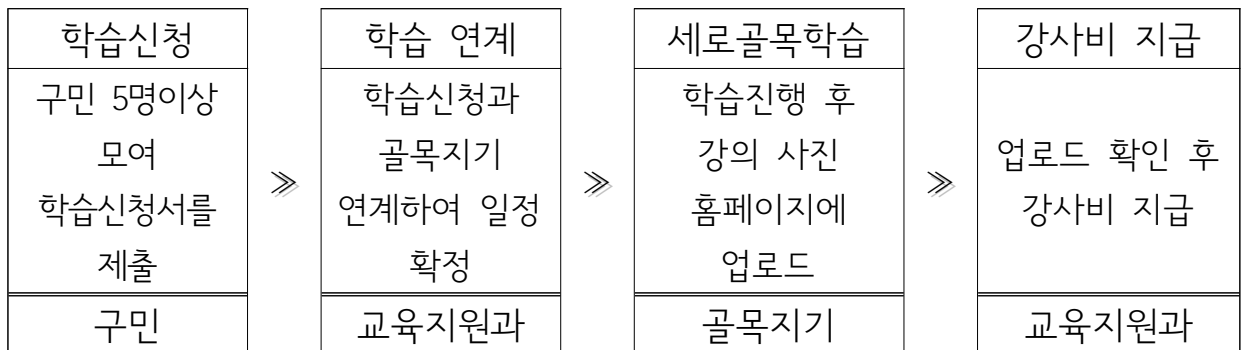 학습신청
구민 5명이상
모여
학습신청서를
제출
구민
≫
학습 연계
학습신청과
골목지기
연계하여 일정
확정
교육지원과
≫
세로골목학습
학습진행 후
강의 사진
홈페이지에
업로드
골목지기
≫
강사비 지급
업로드 확인 후
강사비 지급
교육지원과